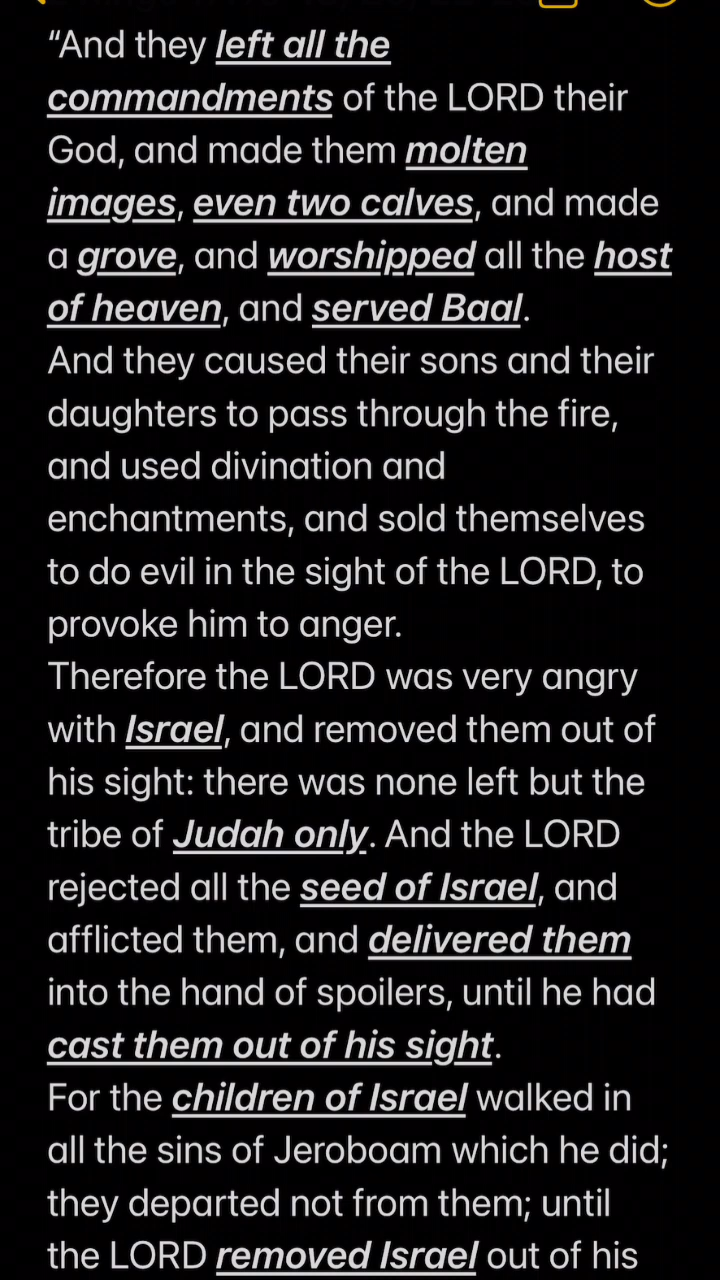 “And they left all the
commandments of the LORD their
God, and made them molten
images, even two calves, and made
a grove, and worshipped all the host
of heaven, and served Baal.
And they caused their sons and their
daughters to pass through the fire,
and used divination and
enchantments, and sold themselves
to do evil in the sight of the LORD, to
provoke him to anger.
Therefore the LORD was very angry
with Israel, and removed them out of
his sight: there was none left but the
tribe of Judah only. And the LORD
rejected all the seed of Israel, and
afflicted them, and delivered them
into the hand of spoilers, until he had
cast them out of his sight.
For the children of Israel walked in
all the sins of Jeroboam which he did;
they departed not from them; until
the LORD removed Israel out of his